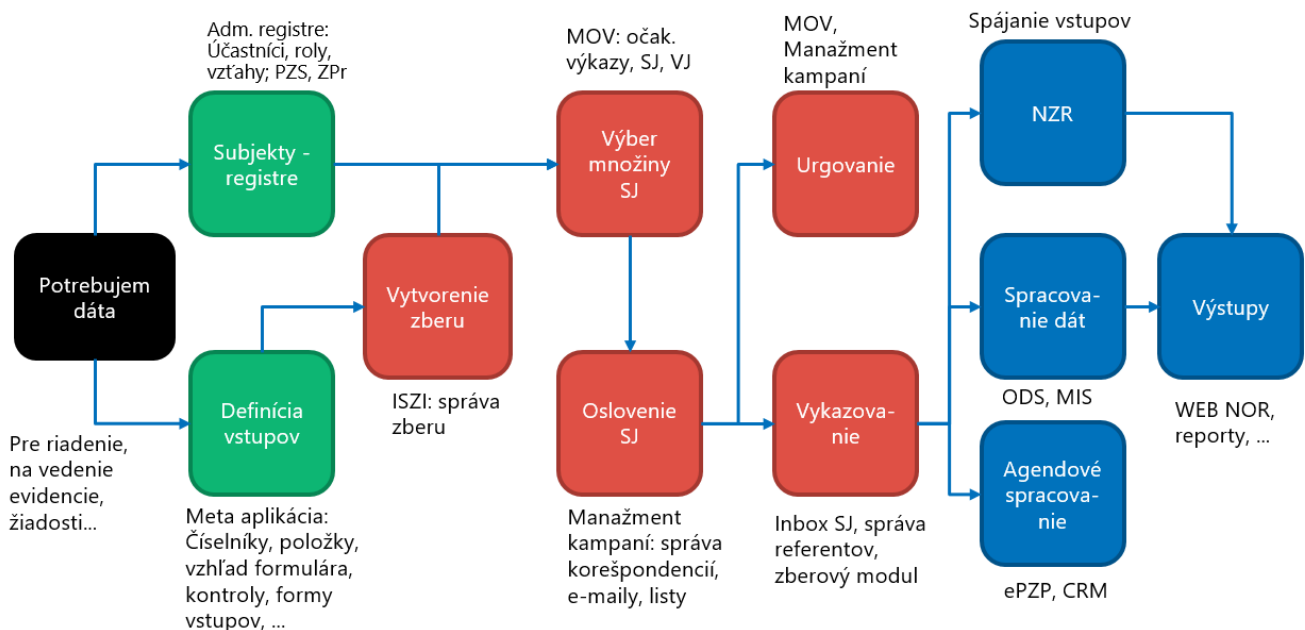 Adm. registre:
Účastníci, roly,
vzťahy; PZS, ZPr
MOV: očak.
výkazy, SJ, VJ
MOV,
Manažment
kampaní
Spájanie vstupov
Subjekty -
registre
Výber
množiny
SJ
Urgovanie
NZR
Potrebujem
dáta
Vytvorenie
zberu
Spracova-
nie dát
Výstupy
Pre riadenie,
na vedenie
evidencie,
žiadosti...
Definícia
vstupov
ISZI: správa
zberu
Oslovenie
SJ
Vykazova-
nie
ODS, MIS
WEB NOR,
reporty, ...
Agendové
spracova-
nie
Meta aplikácia:
Číselníky, položky,
vzhľad formulára,
kontroly, formy
vstupov, ...
Manažment
kampaní: správa
korešpondencií,
e-maily, listy
Inbox SJ, správa
referentov,
zberový modul
ePZP, CRM